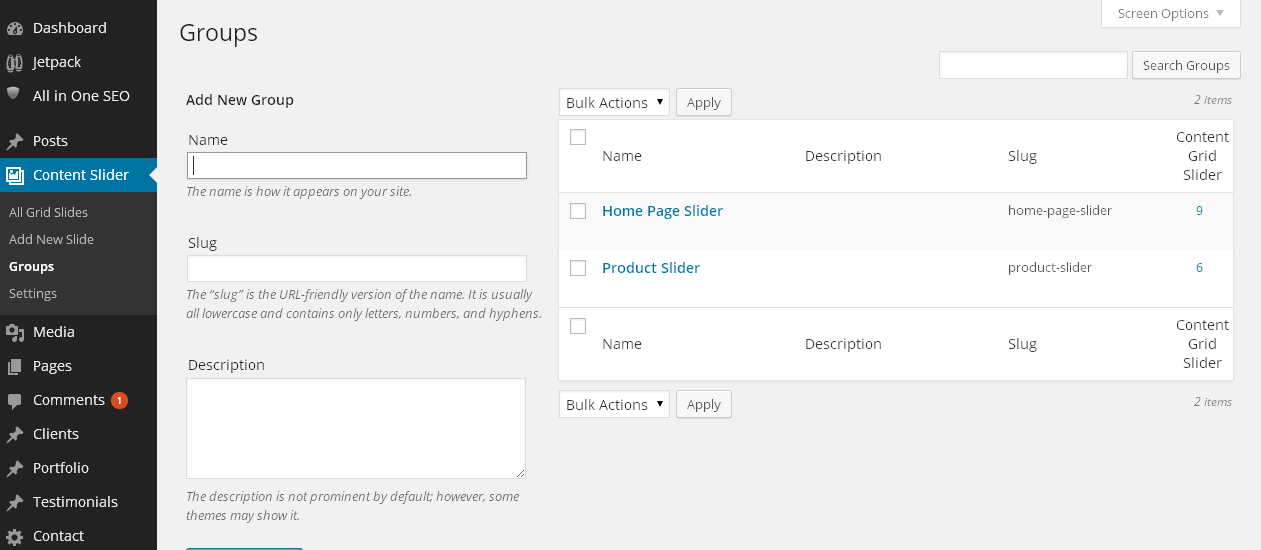 Dashboard
Jetpack
All in One SEO
Posts
Content Slider
All Grid Slides
Add New Slide
Groups
Settings
Media
Pages
Comments 1
Clients
Portfolio
Testimonials
Contact
Screen Options
Groups
Search Groups
Add New Group
Name
The name is how it appears on your site.
Slug
The “slug” is the URL-friendly version of the name. It is usually
all lowercase and contains only letters, numbers, and hyphens.
Description
The description is not prominent by default; however, some
themes may show it.
Bulk Actions Apply 2 items
Name Description Slug Content
Grid
Slider
Home Page Slider home-page-slider 9
Product Slider product-slider 6
Name Description Slug Content
Grid
Slider
Bulk Actions Apply 2 items